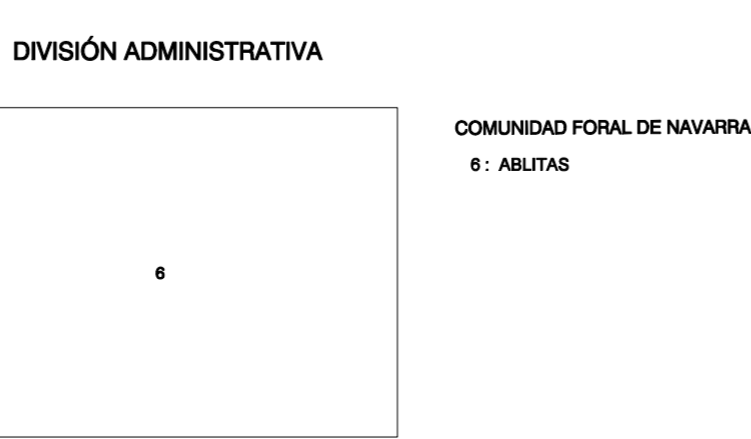 DIVISIÓN ADMINISTRATIVA
COMUNIDAD FORAL DE NAVARRA
6 : ABLITAS
6